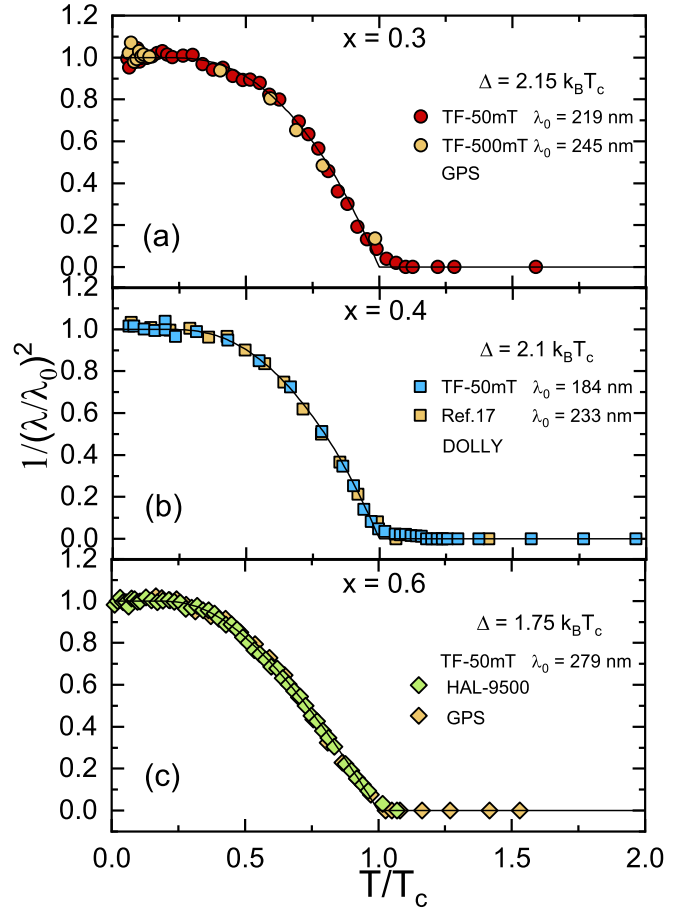 1.2
x = 0.3
1.0
Δ = 2.15 k_BT_c
0.8
TF-50mT λ₀ = 219 nm
0.6
TF-500mT λ₀ = 245 nm
GPS
0.4
0.2
(a)
0.0
1.2
x = 0.4
1.0
Δ = 2.1 k_BT_c
0.8
TF-50mT λ₀ = 184 nm
0.6
Ref.17 λ₀ = 233 nm
DOLLY
0.4
0.2
(b)
0.0
1/(λ/λ₀)²
1.2
x = 0.6
1.0
Δ = 1.75 k_BT_c
0.8
TF-50mT λ₀ = 279 nm
0.6
HAL-9500
GPS
0.4
0.2
(c)
0.0
0.0 0.5 1.0 1.5 2.0
T/T_c